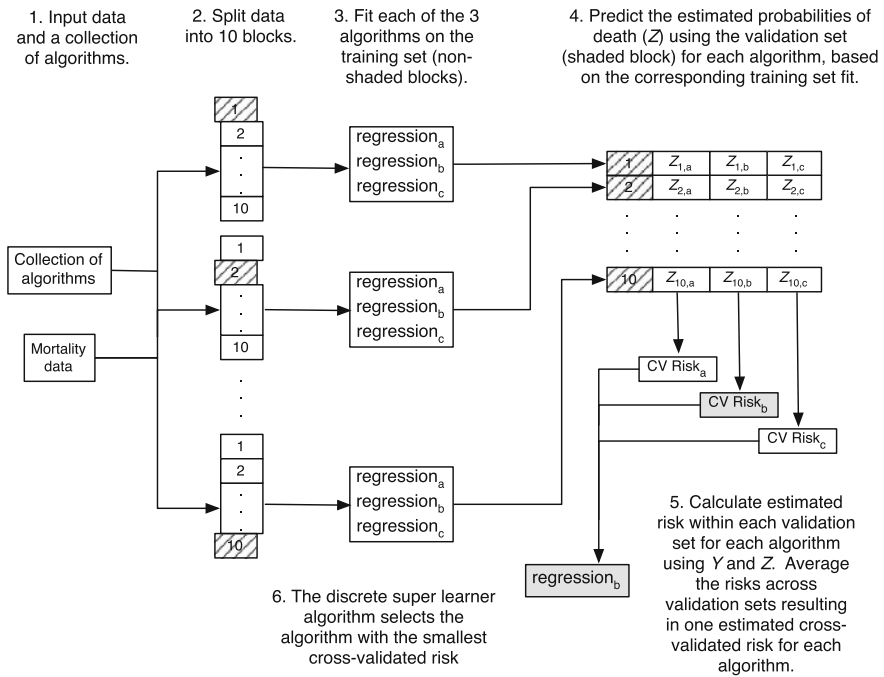 1. Input data
and a collection
of algorithms.
2. Split data
into 10 blocks.
3. Fit each of the 3
algorithms on the
training set (non-
shaded blocks).
4. Predict the estimated probabilities of
death (Z) using the validation set
(shaded block) for each algorithm, based
on the corresponding training set fit.
Collection of
algorithms
Mortality
data
1
2
.
.
.
10
1
2
.
.
.
10
.
.
.
1
2
.
.
.
10
regression_a
regression_b
regression_c
regression_a
regression_b
regression_c
regression_a
regression_b
regression_c
1 Z_1,a Z_1,b Z_1,c
2 Z_2,a Z_2,b Z_2,c
. . . .
. . . .
. . . .
10 Z_10,a Z_10,b Z_10,c
CV Risk_a
CV Risk_b
CV Risk_c
5. Calculate estimated
risk within each validation
set for each algorithm
using Y and Z. Average
the risks across
validation sets resulting
in one estimated cross-
validated risk for each
algorithm.
regression_b
6. The discrete super learner
algorithm selects the
algorithm with the smallest
cross-validated risk